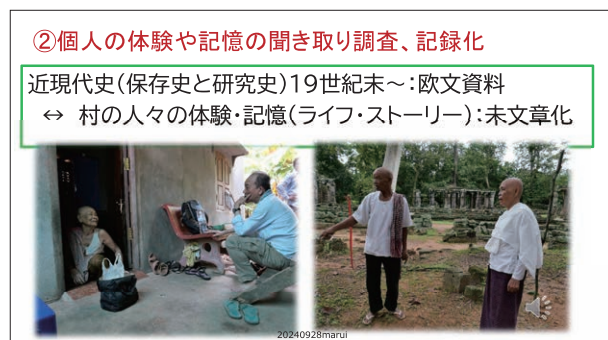 ②個人の体験や記憶の聞き取り調査、記録化
近現代史(保存史と研究史)19世紀末～:欧文資料
↔ 村の人々の体験・記憶(ライフ・ストーリー):未文章化
20240928marui